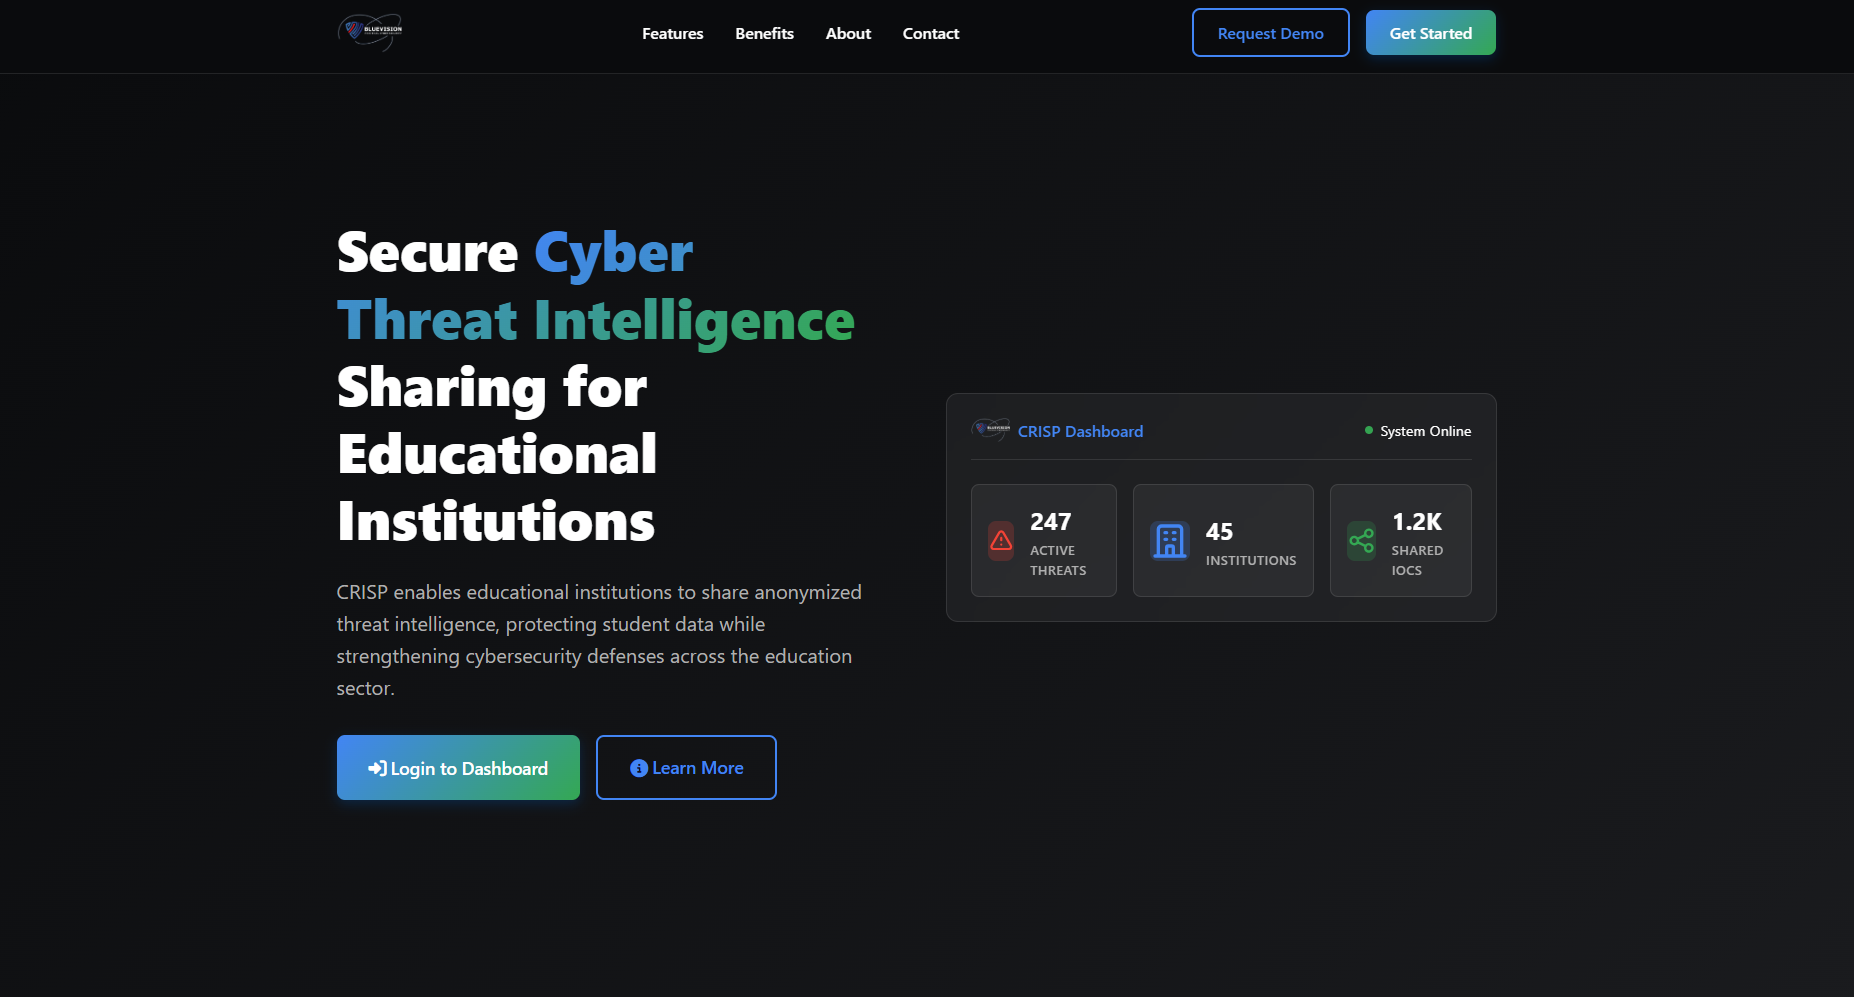 BLUEVISION
Features
Benefits
About
Contact
Request Demo
Get Started
Secure Cyber
Threat Intelligence
Sharing for
Educational
Institutions
CRISP enables educational institutions to share anonymized
threat intelligence, protecting student data while
strengthening cybersecurity defenses across the education
sector.
Login to Dashboard
Learn More
BLUEVISION
CRISP Dashboard
System Online
247
ACTIVE
THREATS
45
INSTITUTIONS
1.2K
SHARED
IOCS